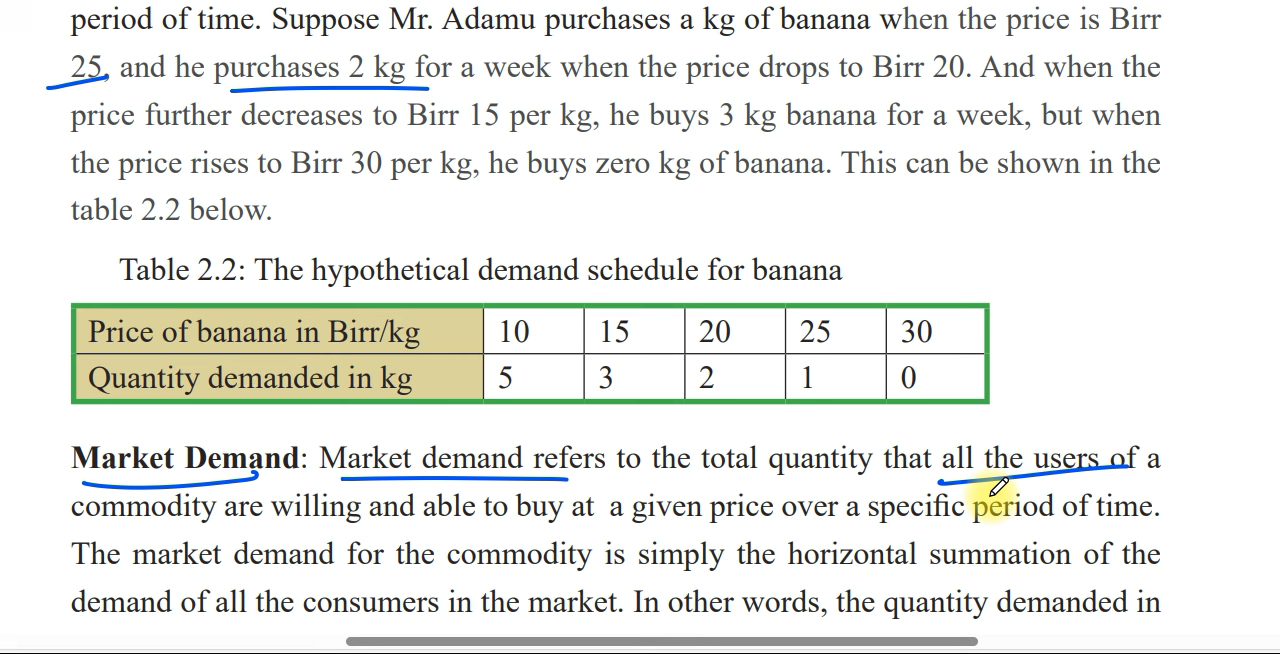 period of time. Suppose Mr. Adamu purchases a kg of banana when the price is Birr
25, and he purchases 2 kg for a week when the price drops to Birr 20. And when the
price further decreases to Birr 15 per kg, he buys 3 kg banana for a week, but when
the price rises to Birr 30 per kg, he buys zero kg of banana. This can be shown in the
table 2.2 below.
Table 2.2: The hypothetical demand schedule for banana
Price of banana in Birr/kg 10 15 20 25 30
Quantity demanded in kg 5 3 2 1 0
Market Demand: Market demand refers to the total quantity that all the users of a
commodity are willing and able to buy at a given price over a specific period of time.
The market demand for the commodity is simply the horizontal summation of the
demand of all the consumers in the market. In other words, the quantity demanded in